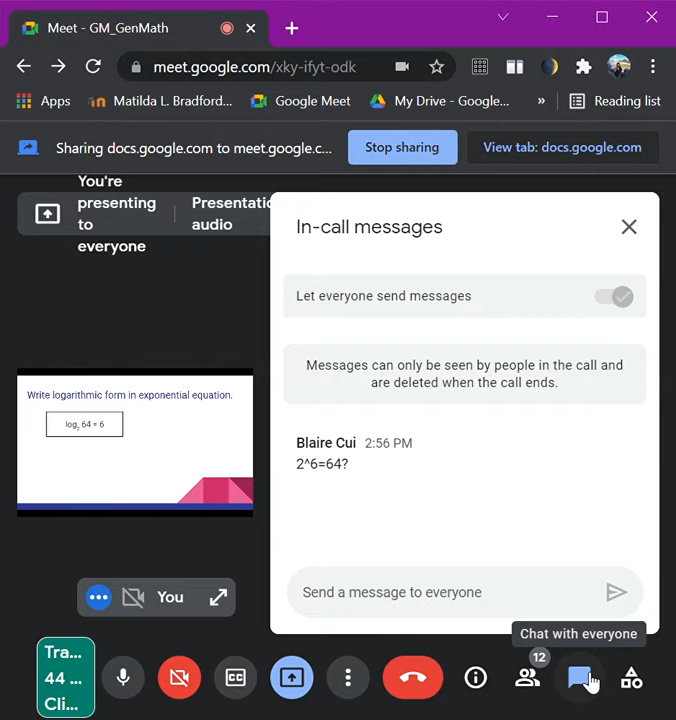 Meet - GM_GenMath
meet.google.com/xky-ifyt-odk
Apps
in Matilda L. Bradford...
Google Meet
My Drive - Google...
»
Reading list
Sharing docs.google.com to meet.google.c...
Stop sharing
View tab: docs.google.com
You're
presenting
to
everyone
Presentatio
audio
In-call messages
Let everyone send messages
Messages can only be seen by people in the call and
are deleted when the call ends.
Write logarithmic form in exponential equation.
log₂ 64 = 6
Blaire Cui 2:56 PM
2^6=64?
Send a message to everyone
You
Chat with everyone
12
Tra...
44 ...
Cli...
CC